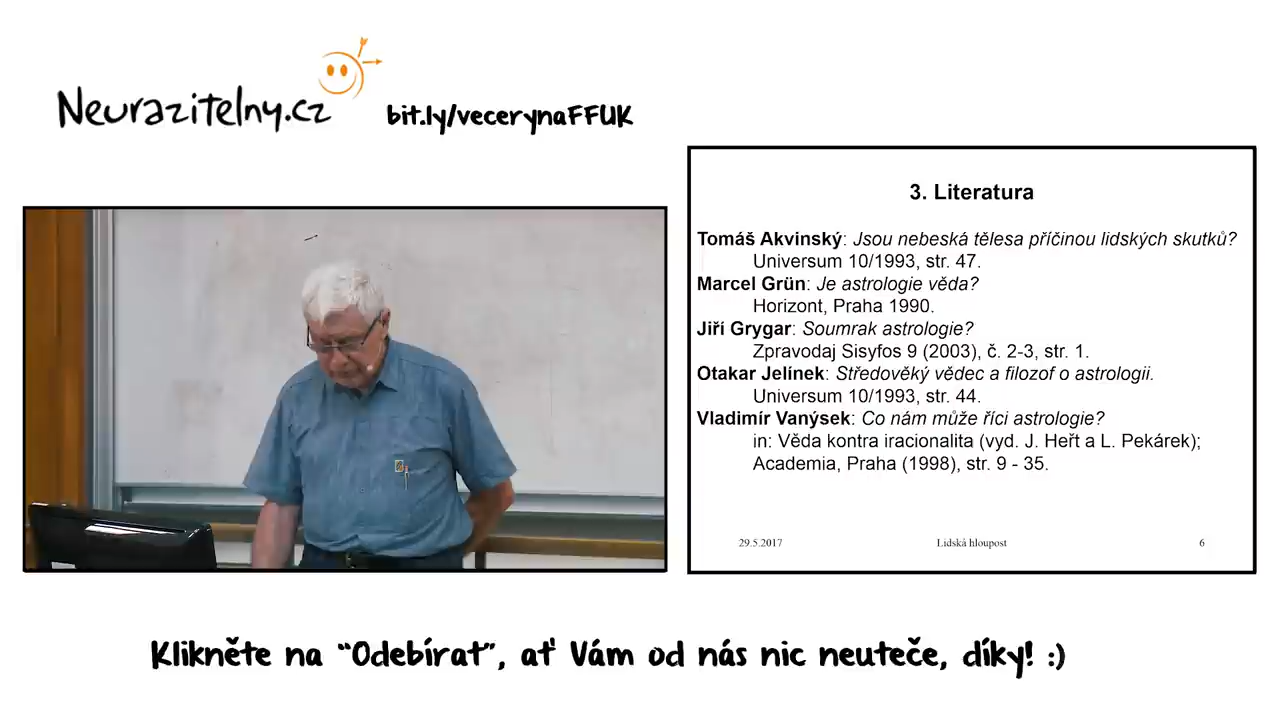 Neurazitelny.cz
bit.ly/vecerynaFFUK
3. Literatura
Tomáš Akvinský: Jsou nebeská tělesa příčinou lidských skutků?
Universum 10/1993, str. 47.
Marcel Grün: Je astrologie věda?
Horizont, Praha 1990.
Jiří Grygar: Soumrak astrologie?
Zpravodaj Sisyfos 9 (2003), č. 2-3, str. 1.
Otakar Jelínek: Středověký vědec a filozof o astrologii.
Universum 10/1993, str. 44.
Vladimír Vanýsek: Co nám může říci astrologie?
in: Věda kontra iracionalita (vyd. J. Heřt a L. Pekárek);
Academia, Praha (1998), str. 9 - 35.
29.5.2017 Lidská hloupost 6
Klikněte na “Odebírat”, ať Vám od nás nic neuteče, díky! :)